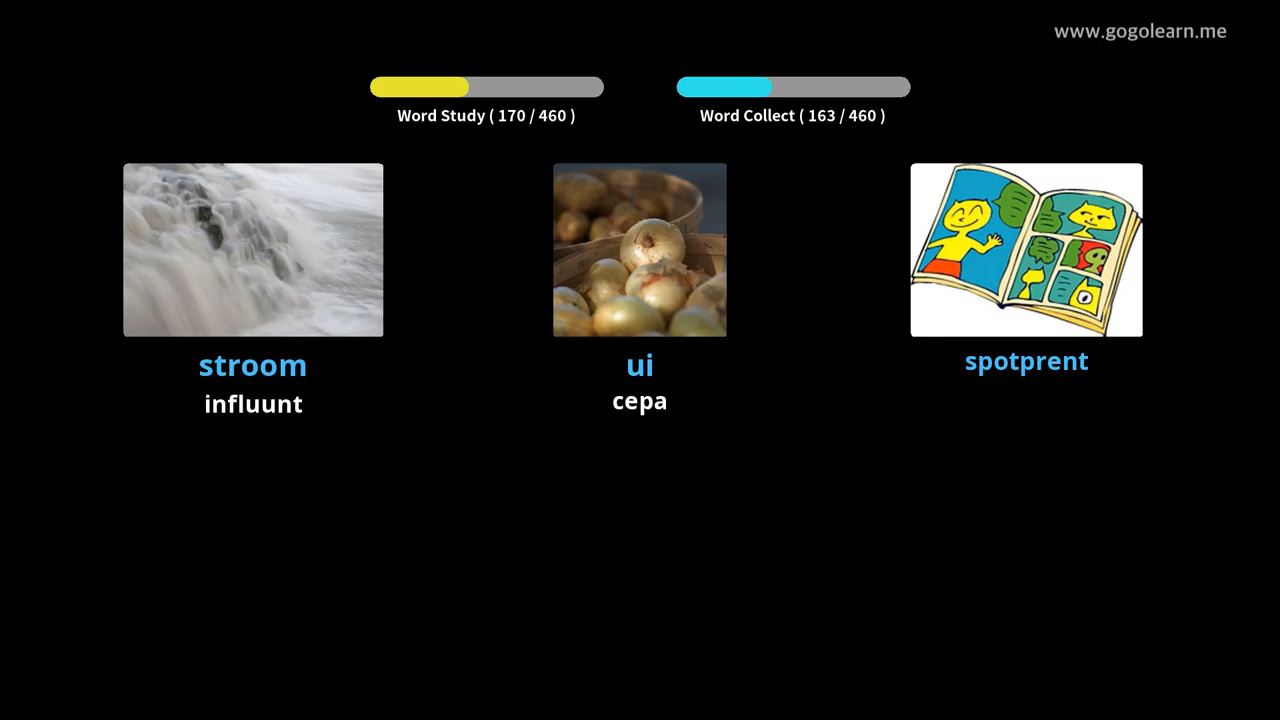 www.gogolearn.me
Word Study ( 170 / 460 )
Word Collect ( 163 / 460 )
stroom
influunt
ui
cepa
spotprent